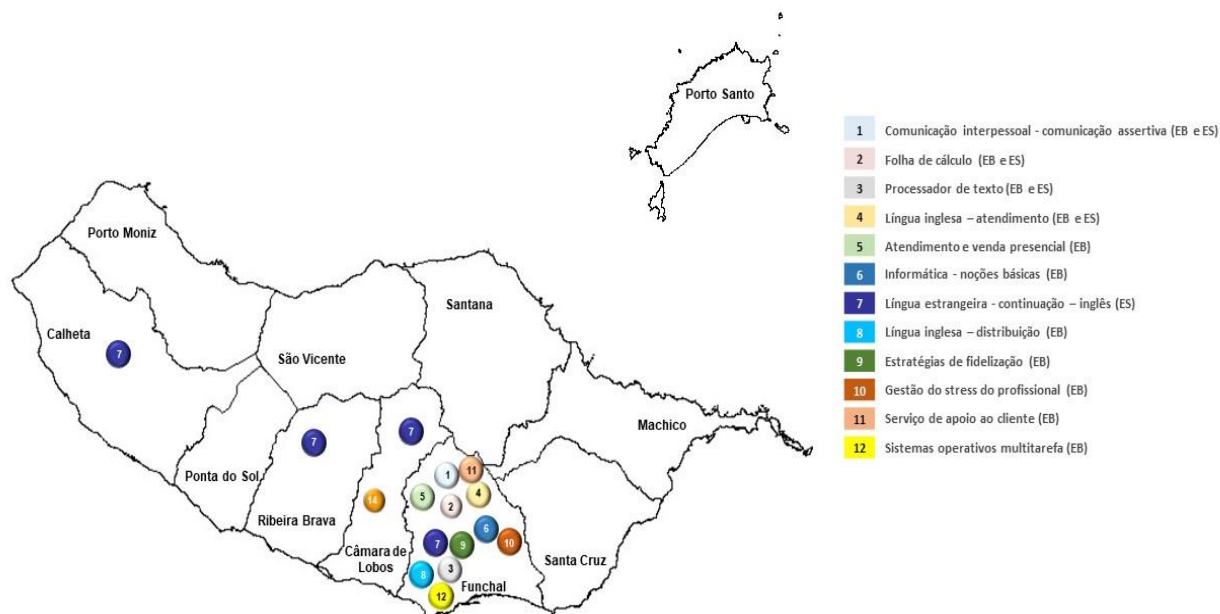 Porto Santo
Porto Moniz
Calheta
7
São Vicente
Santana
Machico
Ponta do Sol
7
Ribeira Brava
7
14
Câmara de
Lobos
1
11
5
2
4
6
7
9
10
8
3
12
Funchal
Santa Cruz
1 Comunicação interpessoal - comunicação assertiva (EB e ES)
2 Folha de cálculo (EB e ES)
3 Processador de texto (EB e ES)
4 Língua inglesa – atendimento (EB e ES)
5 Atendimento e venda presencial (EB)
6 Informática - noções básicas (EB)
7 Língua estrangeira - continuação – inglês (ES)
8 Língua inglesa – distribuição (EB)
9 Estratégias de fidelização (EB)
10 Gestão do stress do profissional (EB)
11 Serviço de apoio ao cliente (EB)
12 Sistemas operativos multitarefa (EB)